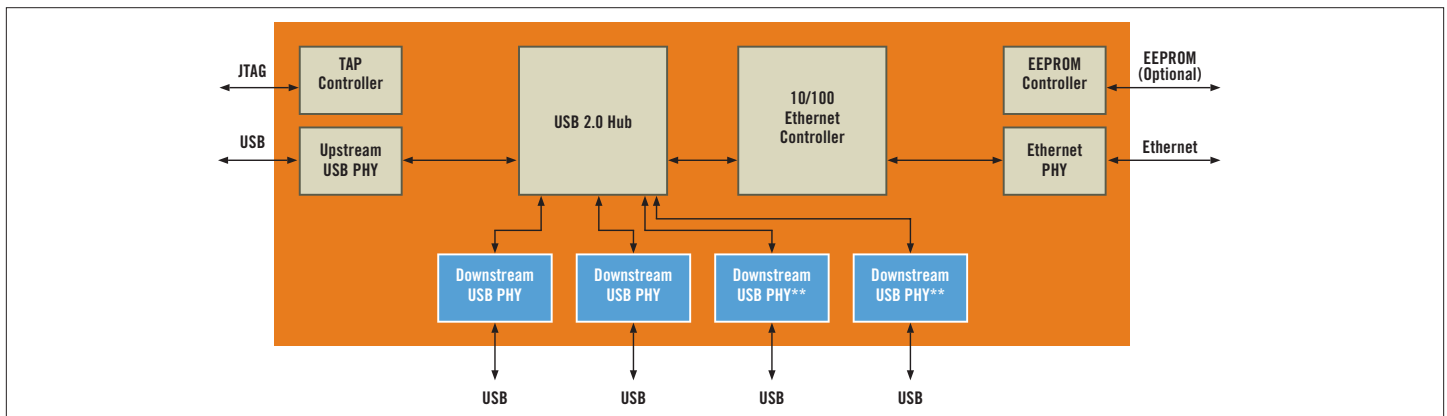 JTAG
TAP
Controller
USB
Upstream
USB PHY
USB 2.0 Hub
10/100
Ethernet
Controller
EEPROM
Controller
EEPROM
(Optional)
Ethernet
PHY
Ethernet
Downstream
USB PHY
Downstream
USB PHY
Downstream
USB PHY**
Downstream
USB PHY**
USB
USB
USB
USB